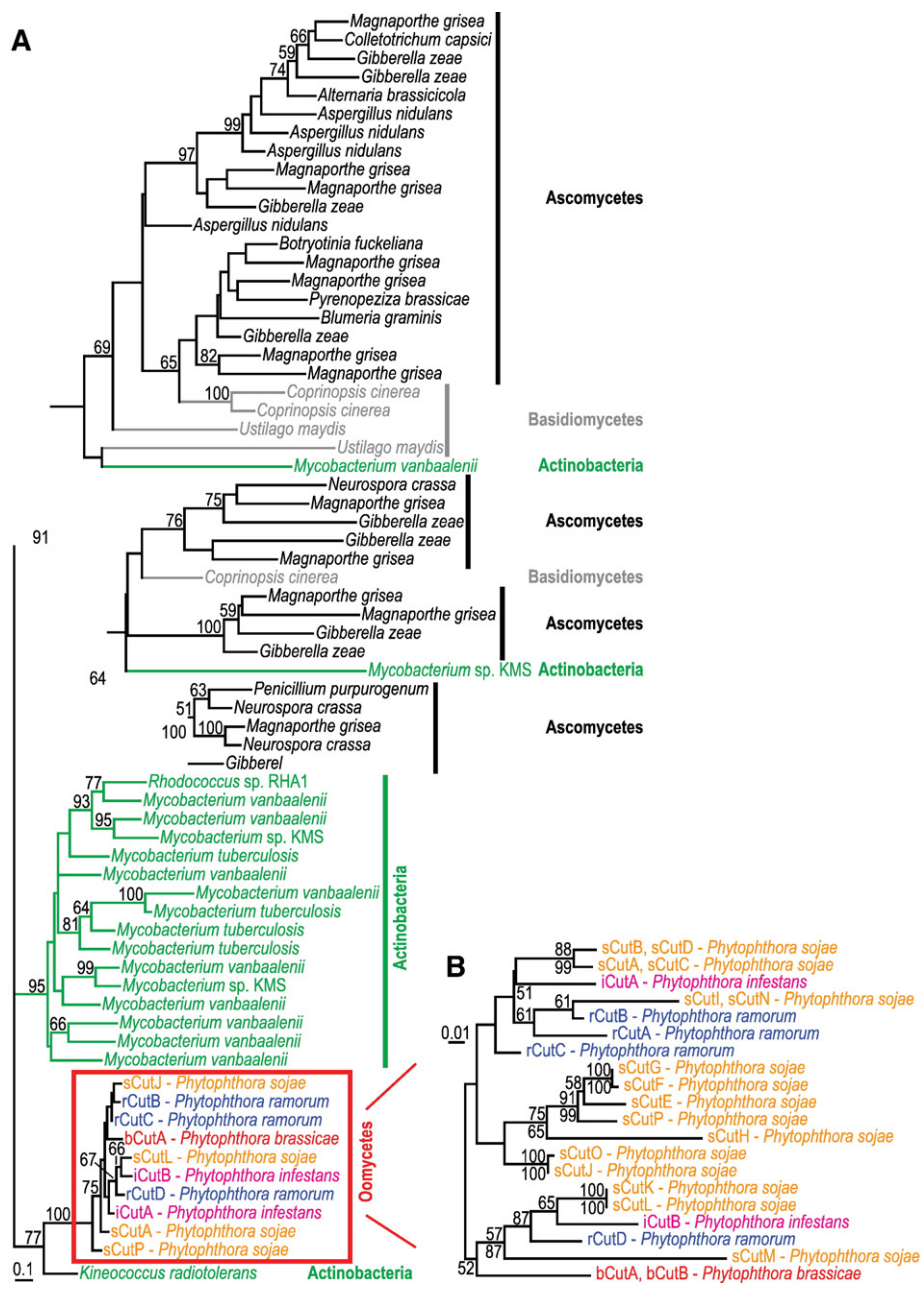 A
Magnaporthe grisea
66
Colletotrichum capsici
59
Gibberella zeae
74
Gibberella zeae
Alternaria brassicicola
Aspergillus nidulans
99
Aspergillus nidulans
97
Aspergillus nidulans
Magnaporthe grisea
Magnaporthe grisea
Ascomycetes
Gibberella zeae
Aspergillus nidulans
Botryotinia fuckeliana
Magnaporthe grisea
Magnaporthe grisea
Pyrenopeziza brassicae
Blumeria graminis
Gibberella zeae
69
82
Magnaporthe grisea
65
Magnaporthe grisea
100
Coprinopsis cinerea
Coprinopsis cinerea
Basidiomycetes
Ustilago maydis
Ustilago maydis
Mycobacterium vanbaalenii
Actinobacteria
Neurospora crassa
75
Magnaporthe grisea
76
Gibberella zeae
Ascomycetes
91
Gibberella zeae
Magnaporthe grisea
Coprinopsis cinerea
Basidiomycetes
Magnaporthe grisea
59
Magnaporthe grisea
100
Gibberella zeae
Ascomycetes
Gibberella zeae
64
Mycobacterium sp. KMS
Actinobacteria
63
Penicillium purpurogenum
51
Neurospora crassa
100
100
Magnaporthe grisea
Ascomycetes
Neurospora crassa
Gibberel
77
Rhodococcus sp. RHA1
93
Mycobacterium vanbaalenii
Mycobacterium vanbaalenii
95
Mycobacterium sp. KMS
Mycobacterium tuberculosis
Mycobacterium vanbaalenii
100
Mycobacterium vanbaalenii
64
Mycobacterium tuberculosis
81
Mycobacterium tuberculosis
Mycobacterium tuberculosis
Actinobacteria
99
Mycobacterium vanbaalenii
95
Mycobacterium sp. KMS
Mycobacterium vanbaalenii
66
Mycobacterium vanbaalenii
Mycobacterium vanbaalenii
Mycobacterium vanbaalenii
sCutJ - Phytophthora sojae
rCutB - Phytophthora ramorum
rCutC - Phytophthora ramorum
bCutA - Phytophthora brassicae
66
sCutL - Phytophthora sojae
67
iCutB - Phytophthora infestans
75
rCutD - Phytophthora ramorum
iCutA - Phytophthora infestans
100
sCutA - Phytophthora sojae
sCutP - Phytophthora sojae
Oomycetes
77
Kineococcus radiotolerans
Actinobacteria
0.1
B
88
sCutB, sCutD - Phytophthora sojae
99
sCutA, sCutC - Phytophthora sojae
iCutA - Phytophthora infestans
51
61
sCutI, sCutN - Phytophthora sojae
61
rCutB - Phytophthora ramorum
0.01
rCutA - Phytophthora ramorum
rCutC - Phytophthora ramorum
100
sCutG - Phytophthora sojae
58
100
sCutF - Phytophthora sojae
91
sCutE - Phytophthora sojae
75
99
sCutP - Phytophthora sojae
65
sCutH - Phytophthora sojae
100
sCutO - Phytophthora sojae
100
sCutJ - Phytophthora sojae
100
sCutK - Phytophthora sojae
65
100
sCutL - Phytophthora sojae
87
iCutB - Phytophthora infestans
57
rCutD - Phytophthora ramorum
87
sCutM - Phytophthora sojae
52
bCutA, bCutB - Phytophthora brassicae